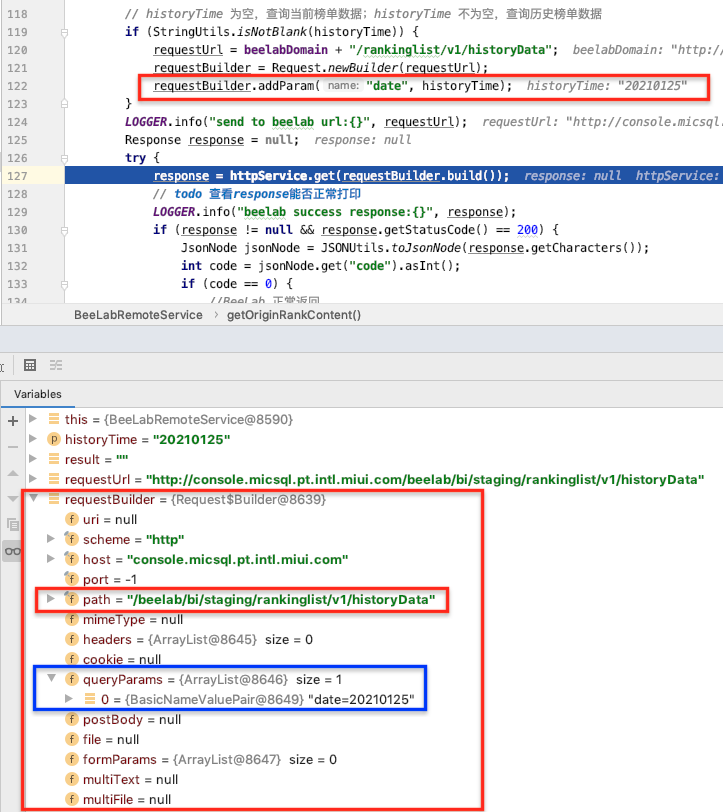 118 // historyTime 为空，查询当前榜单数据；historyTime 不为空，查询历史榜单数据
119 if (StringUtils.isNotBlank(historyTime)) {
120 requestUrl = beelabDomain + "/rankinglist/v1/historyData"; beelabDomain: "http:/
121 requestBuilder = Request.newBuilder(requestUrl);
122 requestBuilder.addParam( name: "date", historyTime); historyTime: "20210125"
123 }
124 LOGGER.info("send to beelab url:{}", requestUrl); requestUrl: "http://console.micsql.
125 Response response = null; response: null
126 try {
127 response = httpService.get(requestBuilder.build()); response: null httpService:
128 // todo 查看response能否正常打印
129 LOGGER.info("beelab success response:{}", response);
130 if (response != null && response.getStatusCode() == 200) {
131 JsonNode jsonNode = JSONUtils.toJsonNode(response.getCharacters());
132 int code = jsonNode.get("code").asInt();
133 if (code == 0) {
134 //BeeLab 正常返回
BeeLabRemoteService › getOriginRankContent()
Variables
this = {BeeLabRemoteService@8590}
p historyTime = "20210125"
result = ""
requestUrl = "http://console.micsql.pt.intl.miui.com/beelab/bi/staging/rankinglist/v1/historyData"
requestBuilder = {Request$Builder@8639}
f uri = null
f scheme = "http"
f host = "console.micsql.pt.intl.miui.com"
f port = -1
f path = "/beelab/bi/staging/rankinglist/v1/historyData"
f mimeType = null
f headers = {ArrayList@8645} size = 0
f cookie = null
f queryParams = {ArrayList@8646} size = 1
0 = {BasicNameValuePair@8649} "date=20210125"
f postBody = null
f file = null
f formParams = {ArrayList@8647} size = 0
f multiText = null
f multiFile = null